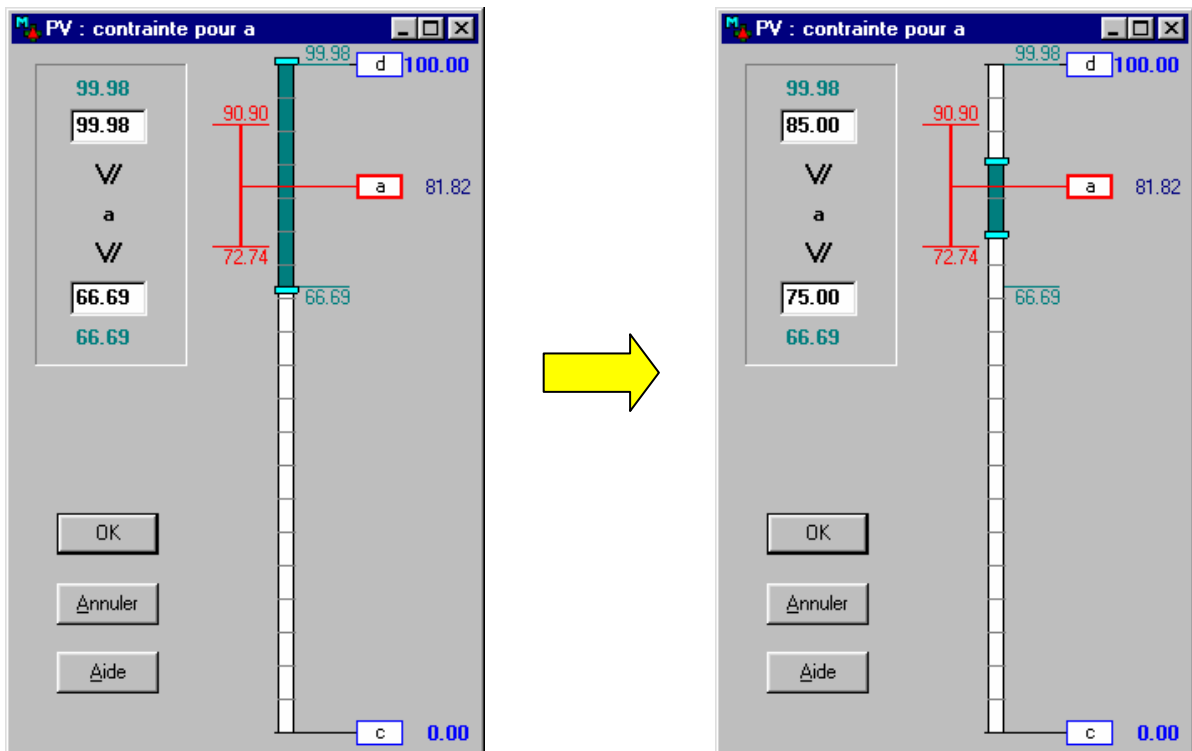 PV : contrainte pour a
99.98
99.98
\//
a
\//
66.69
66.69
99.98
d 100.00
90.90
a 81.82
72.74
66.69
OK
Annuler
Aide
c 0.00
PV : contrainte pour a
99.98
85.00
\//
a
\//
75.00
66.69
99.98
d 100.00
90.90
a 81.82
72.74
66.69
OK
Annuler
Aide
c 0.00